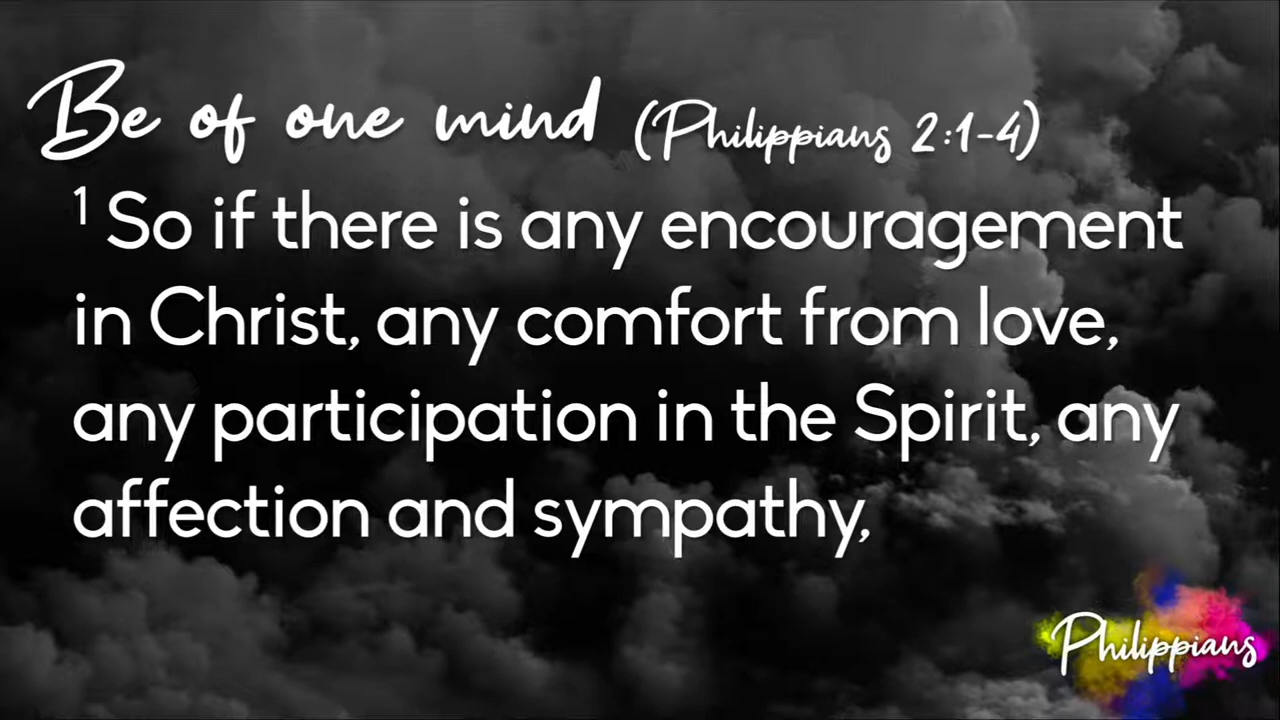 Be of one mind (Philippians 2:1-4)
1 So if there is any encouragement
in Christ, any comfort from love,
any participation in the Spirit, any
affection and sympathy,
Philippians